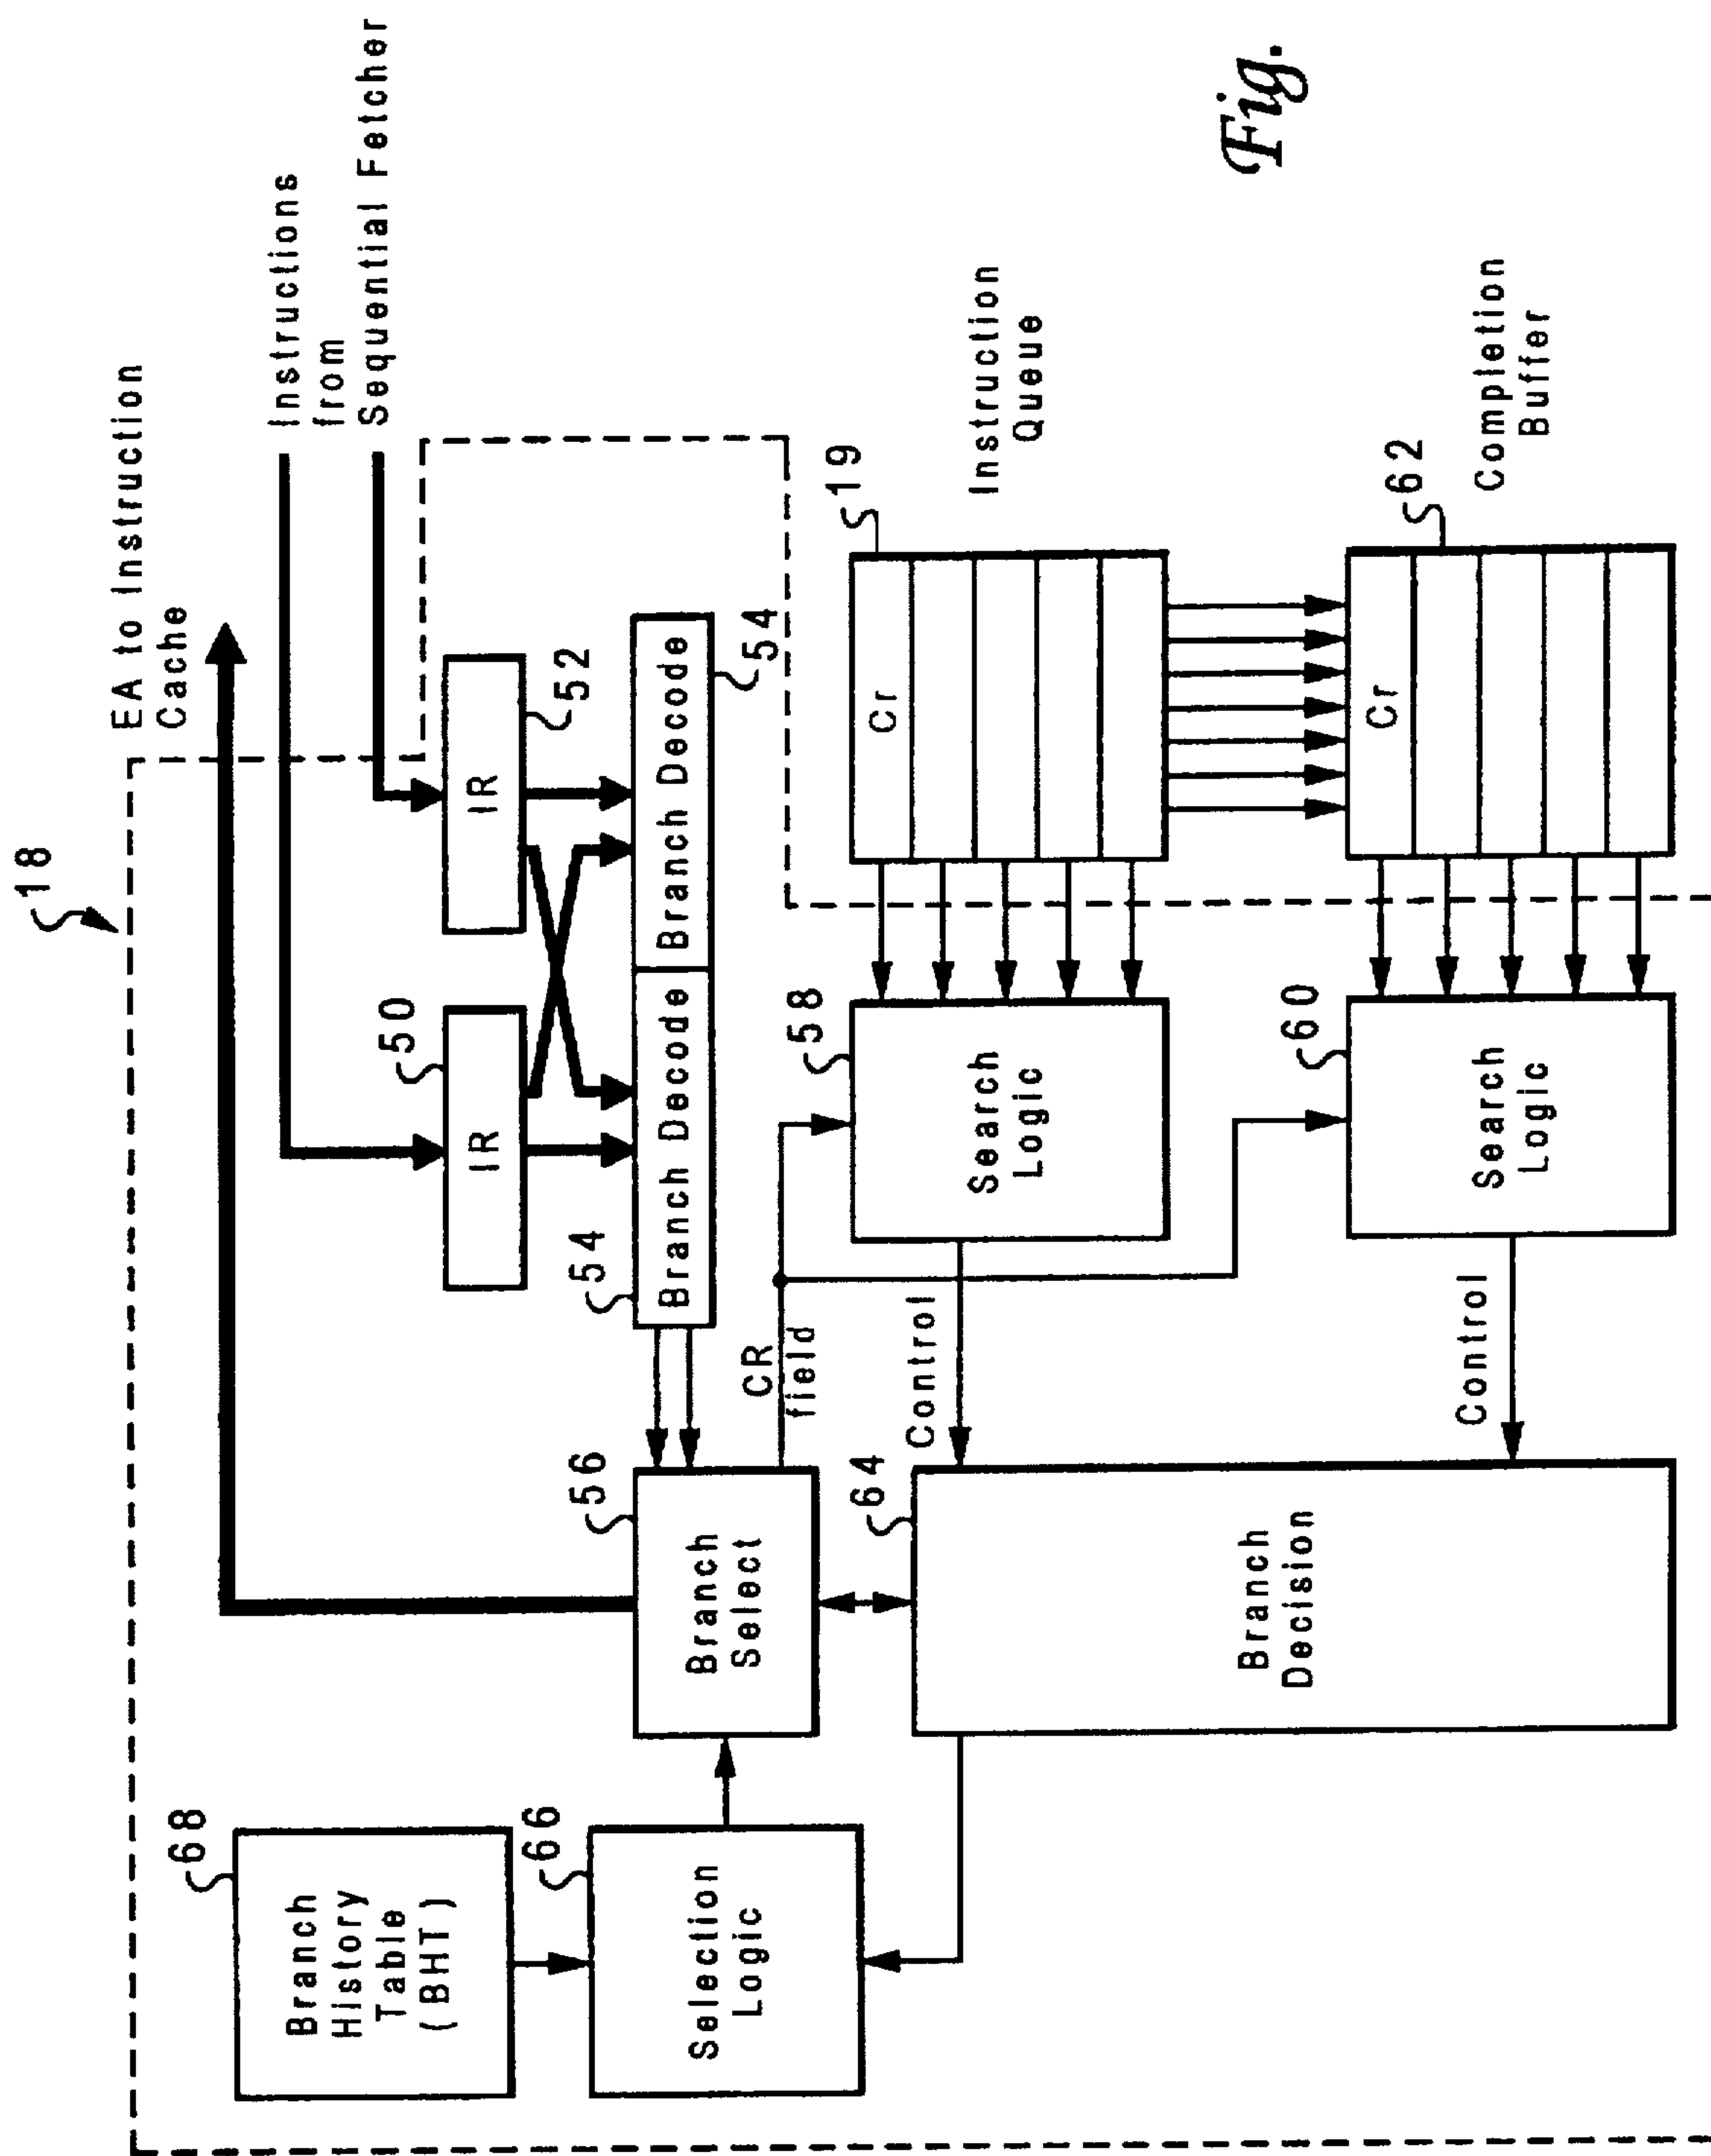 18
EA to Instruction
Cache
Instructions
from
Sequential Fetcher
68
Branch
History
Table
(BHT)
50
IR
IR
52
66
Selection
Logic
56
Branch
Select
54
Branch Decode
Branch Decode
54
CR
field
64
Branch
Decision
Control
58
Search
Logic
Cr
19
Instruction
Queue
Control
60
Search
Logic
Cr
62
Completion
Buffer
Fig.